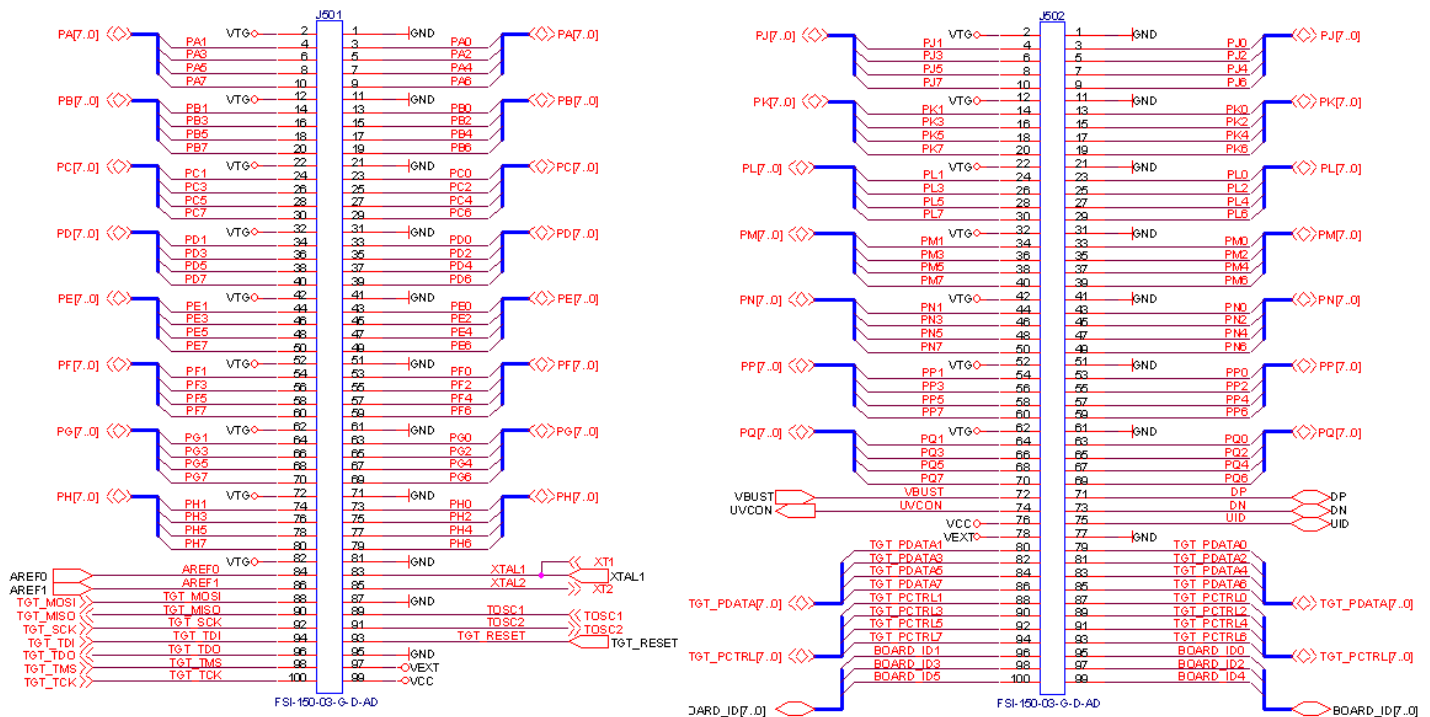 J501
PA[7..0] VTG 2 1 GND PA[7..0]
PA1 4 3 PA0
PA3 6 5 PA2
PA5 8 7 PA4
PA7 10 9 PA6
PB[7..0] VTG 12 11 GND PB[7..0]
PB1 14 13 PB0
PB3 16 15 PB2
PB5 18 17 PB4
PB7 20 19 PB6
PC[7..0] VTG 22 21 GND PC[7..0]
PC1 24 23 PC0
PC3 26 25 PC2
PC5 28 27 PC4
PC7 30 29 PC6
PD[7..0] VTG 32 31 GND PD[7..0]
PD1 34 33 PD0
PD3 36 35 PD2
PD5 38 37 PD4
PD7 40 39 PD6
PE[7..0] VTG 42 41 GND PE[7..0]
PE1 44 43 PE0
PE3 46 45 PE2
PE5 48 47 PE4
PE7 50 49 PE6
PF[7..0] VTG 52 51 GND PF[7..0]
PF1 54 53 PF0
PF3 56 55 PF2
PF5 58 57 PF4
PF7 60 59 PF6
PG[7..0] VTG 62 61 GND PG[7..0]
PG1 64 63 PG0
PG3 66 65 PG2
PG5 68 67 PG4
PG7 70 69 PG6
PH[7..0] VTG 72 71 GND PH[7..0]
PH1 74 73 PH0
PH3 76 75 PH2
PH5 78 77 PH4
PH7 80 79 PH6
VTG 82 81 GND XT1
AREF0 AREF0 84 83 XTAL1 XTAL1
AREF1 AREF1 86 85 XTAL2 XT2
TGT_MOSI TGT_MOSI 88 87 GND
TGT_MISO TGT_MISO 90 89 TOSC1 TOSC1
TGT_SCK TGT_SCK 92 91 TOSC2 TOSC2
TGT_TDI TGT_TDI 94 93 TGT_RESET TGT_RESET
TGT_TDO TGT_TDO 96 95 GND
TGT_TMS TGT_TMS 98 97 VEXT
TGT_TCK TGT_TCK 100 99 VCC
FSI-150-03-G-D-AD
J502
PJ[7..0] VTG 2 1 GND PJ[7..0]
PJ1 4 3 PJ0
PJ3 6 5 PJ2
PJ5 8 7 PJ4
PJ7 10 9 PJ6
PK[7..0] VTG 12 11 GND PK[7..0]
PK1 14 13 PK0
PK3 16 15 PK2
PK5 18 17 PK4
PK7 20 19 PK6
PL[7..0] VTG 22 21 GND PL[7..0]
PL1 24 23 PL0
PL3 26 25 PL2
PL5 28 27 PL4
PL7 30 29 PL6
PM[7..0] VTG 32 31 GND PM[7..0]
PM1 34 33 PM0
PM3 36 35 PM2
PM5 38 37 PM4
PM7 40 39 PM6
PN[7..0] VTG 42 41 GND PN[7..0]
PN1 44 43 PN0
PN3 46 45 PN2
PN5 48 47 PN4
PN7 50 49 PN6
PP[7..0] VTG 52 51 GND PP[7..0]
PP1 54 53 PP0
PP3 56 55 PP2
PP5 58 57 PP4
PP7 60 59 PP6
PQ[7..0] VTG 62 61 GND PQ[7..0]
PQ1 64 63 PQ0
PQ3 66 65 PQ2
PQ5 68 67 PQ4
PQ7 70 69 PQ6
VBUST VBUST 72 71 DP DP
UVCON UVCON 74 73 DN DN
VCC 76 75 UID UID
VEXT 78 77 GND
TGT_PDATA1 80 79 TGT_PDATA0
TGT_PDATA3 82 81 TGT_PDATA2
TGT_PDATA5 84 83 TGT_PDATA4
TGT_PDATA7 86 85 TGT_PDATA6
TGT_PDATA[7..0] TGT_PCTRL1 88 87 TGT_PCTRL0 TGT_PDATA[7..0]
TGT_PCTRL3 90 89 TGT_PCTRL2
TGT_PCTRL5 92 91 TGT_PCTRL4
TGT_PCTRL7 94 93 TGT_PCTRL6
TGT_PCTRL[7..0] BOARD_ID1 96 95 BOARD_ID0 TGT_PCTRL[7..0]
BOARD_ID3 98 97 BOARD_ID2
BOARD_ID5 100 99 BOARD_ID4
FSI-150-03-G-D-AD
ARD_ID[7..0] BOARD_ID[7..0]